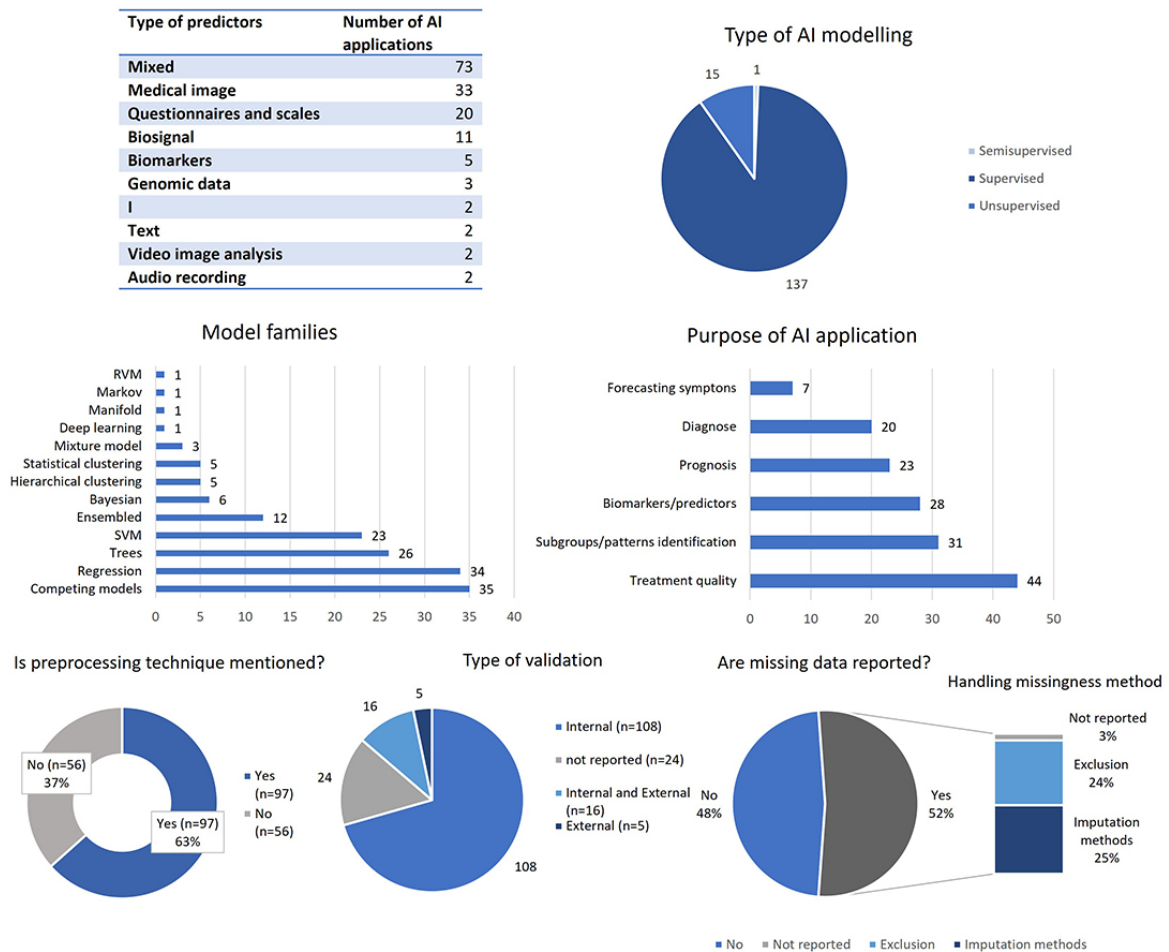 Type of predictors Number of AI applications
Mixed 73
Medical image 33
Questionnaires and scales 20
Biosignal 11
Biomarkers 5
Genomic data 3
I 2
Text 2
Video image analysis 2
Audio recording 2
Type of AI modelling
15
1
137
Semisupervised
Supervised
Unsupervised
Model families
RVM 1
Markov 1
Manifold 1
Deep learning 1
Mixture model 3
Statistical clustering 5
Hierarchical clustering 5
Bayesian 6
Ensembled 12
SVM 23
Trees 26
Regression 34
Competing models 35
0 5 10 15 20 25 30 35 40
Purpose of AI application
Forecasting symptons 7
Diagnose 20
Prognosis 23
Biomarkers/predictors 28
Subgroups/patterns identification 31
Treatment quality 44
0 10 20 30 40 50
Is preprocessing technique mentioned?
No (n=56)
37%
Yes (n=97)
63%
Yes
(n=97)
No
(n=56)
Type of validation
5
16
24
108
Internal (n=108)
not reported (n=24)
Internal and External
(n=16)
External (n=5)
Are missing data reported?
No
48%
Yes
52%
Handling missingness method
Not reported
3%
Exclusion
24%
Imputation
methods
25%
No Not reported Exclusion Imputation methods